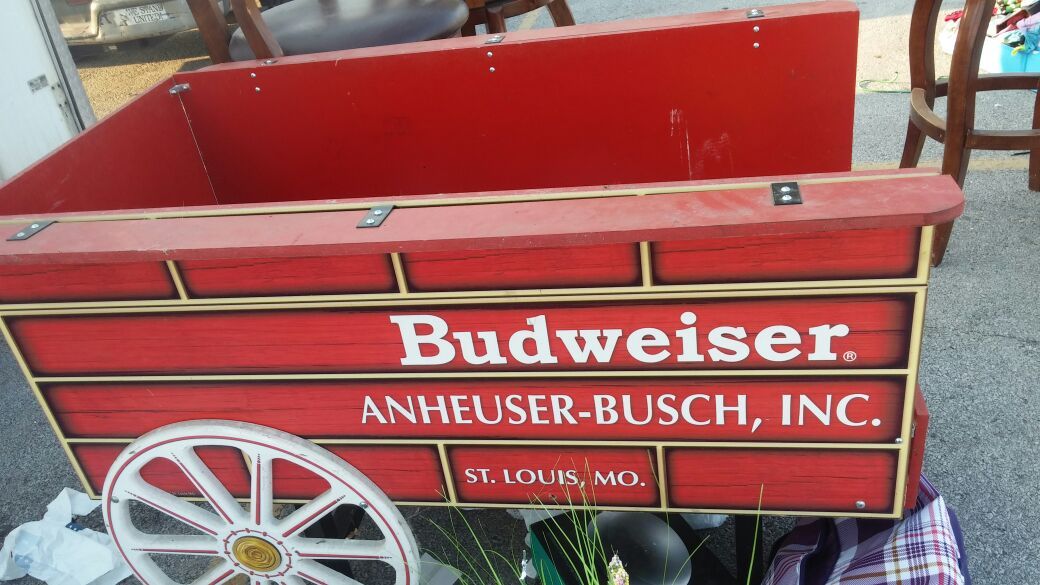 Budweiser®
ANHEUSER-BUSCH, INC.
ST. LOUIS, MO.